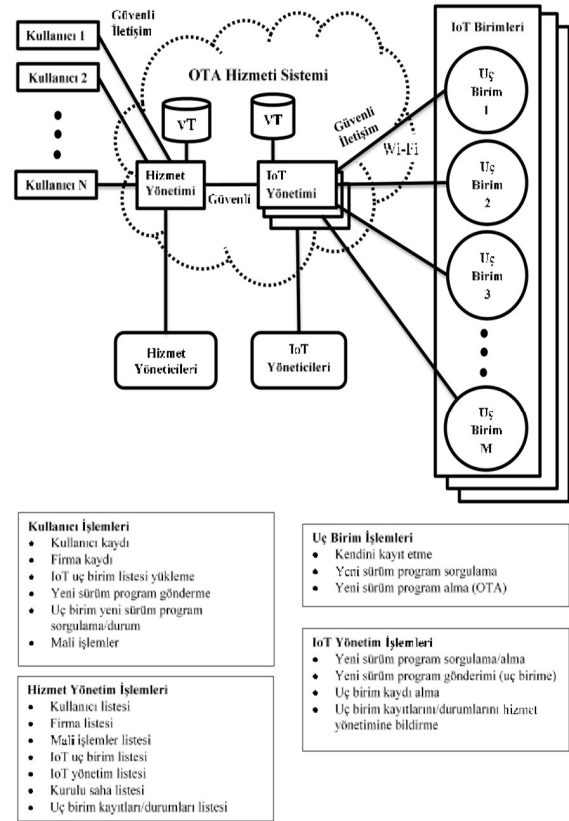 Kullanıcı 1
Güvenli
İletişim
Kullanıcı 2
Kullanıcı N
OTA Hizmeti Sistemi
VT
VT
Hizmet
Yönetimi
Güvenli
IoT
Yönetimi
Güvenli
İletişim
Wi-Fi
IoT Birimleri
Uç
Birim
1
Uç
Birim
2
Uç
Birim
3
Uç
Birim
M
Hizmet
Yöneticileri
IoT
Yöneticileri
Kullanıcı İşlemleri
• Kullanıcı kaydı
• Firma kaydı
• IoT uç birim listesi yükleme
• Yeni sürüm program gönderme
• Uç birim yeni sürüm program
sorgulama/durum
• Mali işlemler
Hizmet Yönetim İşlemleri
• Kullanıcı listesi
• Firma listesi
• Mali işlemler listesi
• IoT uç birim listesi
• IoT yönetim listesi
• Kurulu saha listesi
• Uç birim kayıtları/durumları listesi
Uç Birim İşlemleri
• Kendini kayıt etme
• Yeni sürüm program sorgulama
• Yeni sürüm program alma (OTA)
IoT Yönetim İşlemleri
• Yeni sürüm program sorgulama/alma
• Yeni sürüm program gönderimi (uç birime)
• Uç birim kaydı alma
• Uç birim kayıtlarını/durumlarını hizmet
yönetimine bildirme